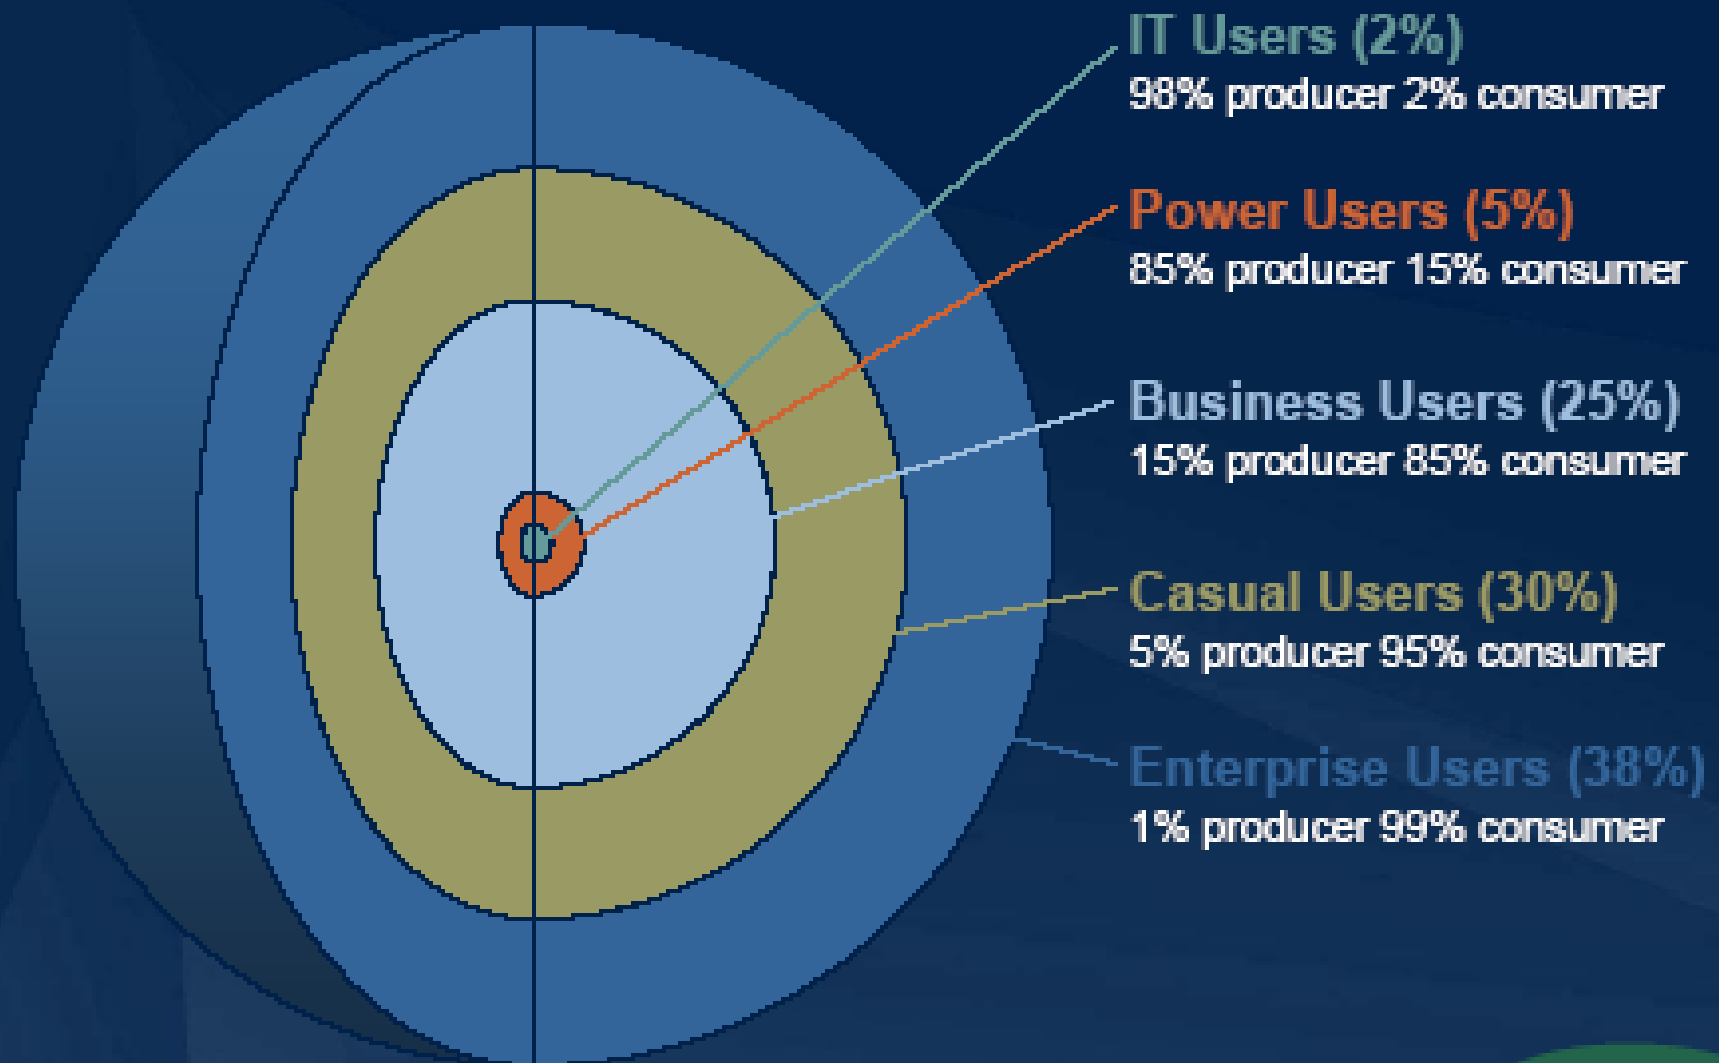 IT Users (2%)
98% producer 2% consumer
Power Users (5%)
85% producer 15% consumer
Business Users (25%)
15% producer 85% consumer
Casual Users (30%)
5% producer 95% consumer
Enterprise Users (38%)
1% producer 99% consumer